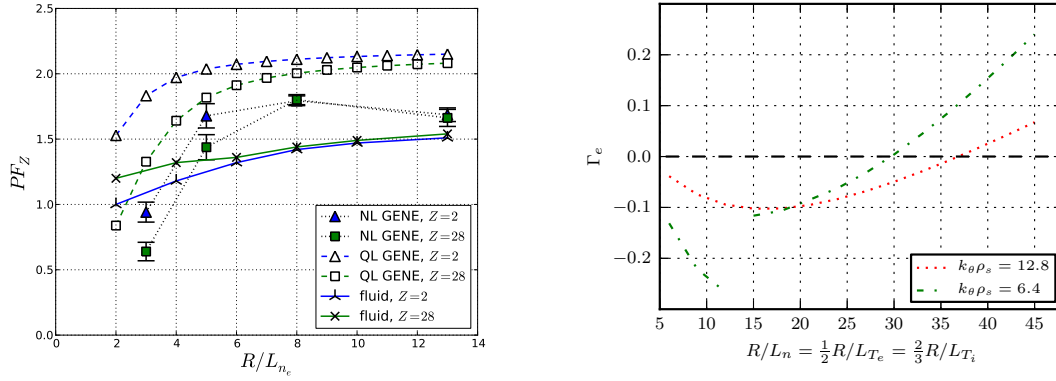 2.5
2.0
1.5
1.0
0.5
0.0
PF_Z
0 2 4 6 8 10 12 14
R/L_{n_e}
NL GENE, Z=2
NL GENE, Z=28
QL GENE, Z=2
QL GENE, Z=28
fluid, Z=2
fluid, Z=28
0.2
0.1
0.0
−0.1
−0.2
Γ_e
5 10 15 20 25 30 35 40 45
R/L_n = 1/2 R/L_{T_e} = 2/3 R/L_{T_i}
k_θρ_s = 12.8
k_θρ_s = 6.4